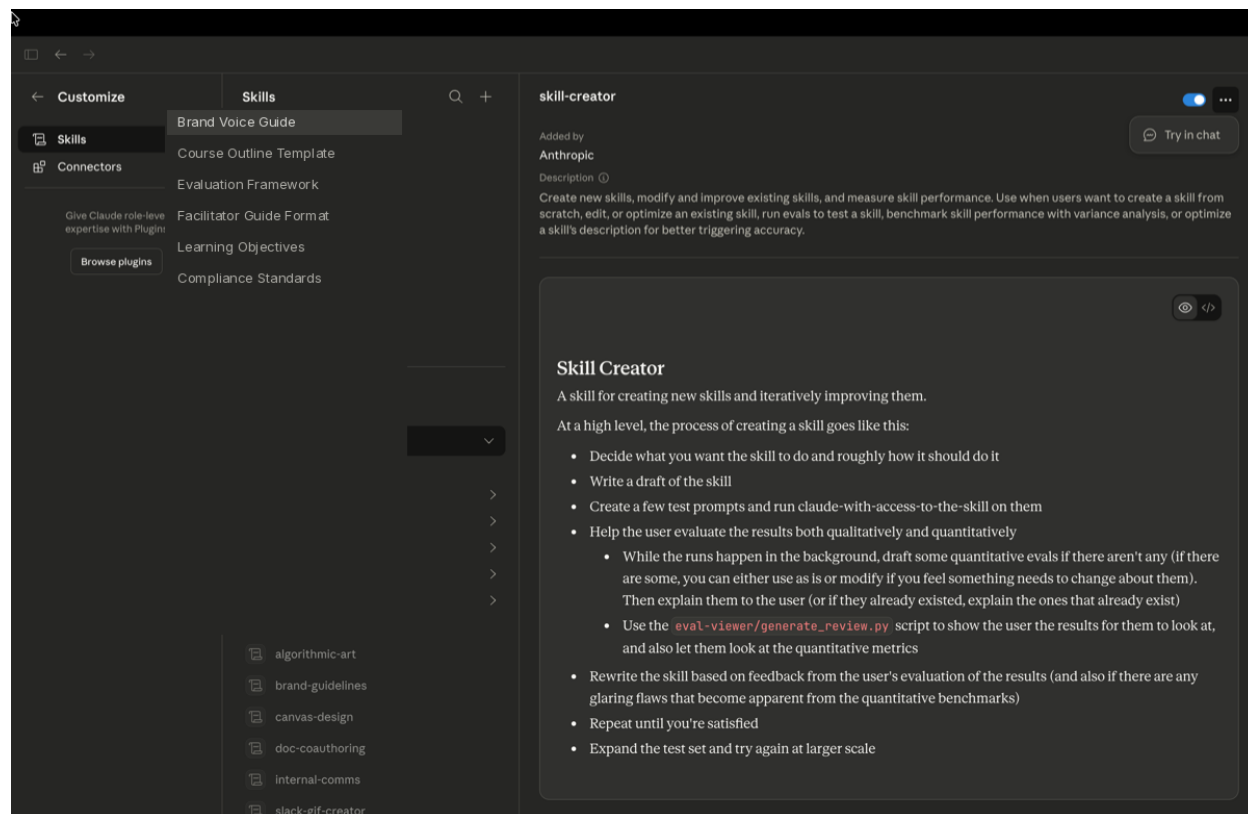 Customize
Skills
Connectors
Give Claude role-leve
expertise with Plugin
Browse plugins
Skills
Brand Voice Guide
Course Outline Template
Evaluation Framework
Facilitator Guide Format
Learning Objectives
Compliance Standards
algorithmic-art
brand-guidelines
canvas-design
doc-coauthoring
internal-comms
slack-gif-creator
skill-creator
Try in chat
Added by
Anthropic
Description
Create new skills, modify and improve existing skills, and measure skill performance. Use when users want to create a skill from
scratch, edit, or optimize an existing skill, run evals to test a skill, benchmark skill performance with variance analysis, or optimize
a skill's description for better triggering accuracy.
Skill Creator
A skill for creating new skills and iteratively improving them.
At a high level, the process of creating a skill goes like this:
• Decide what you want the skill to do and roughly how it should do it
• Write a draft of the skill
• Create a few test prompts and run claude-with-access-to-the-skill on them
• Help the user evaluate the results both qualitatively and quantitatively
• While the runs happen in the background, draft some quantitative evals if there aren't any (if there
are some, you can either use as is or modify if you feel something needs to change about them).
Then explain them to the user (or if they already existed, explain the ones that already exist)
• Use the eval-viewer/generate_review.py script to show the user the results for them to look at,
and also let them look at the quantitative metrics
• Rewrite the skill based on feedback from the user's evaluation of the results (and also if there are any
glaring flaws that become apparent from the quantitative benchmarks)
• Repeat until you're satisfied
• Expand the test set and try again at larger scale